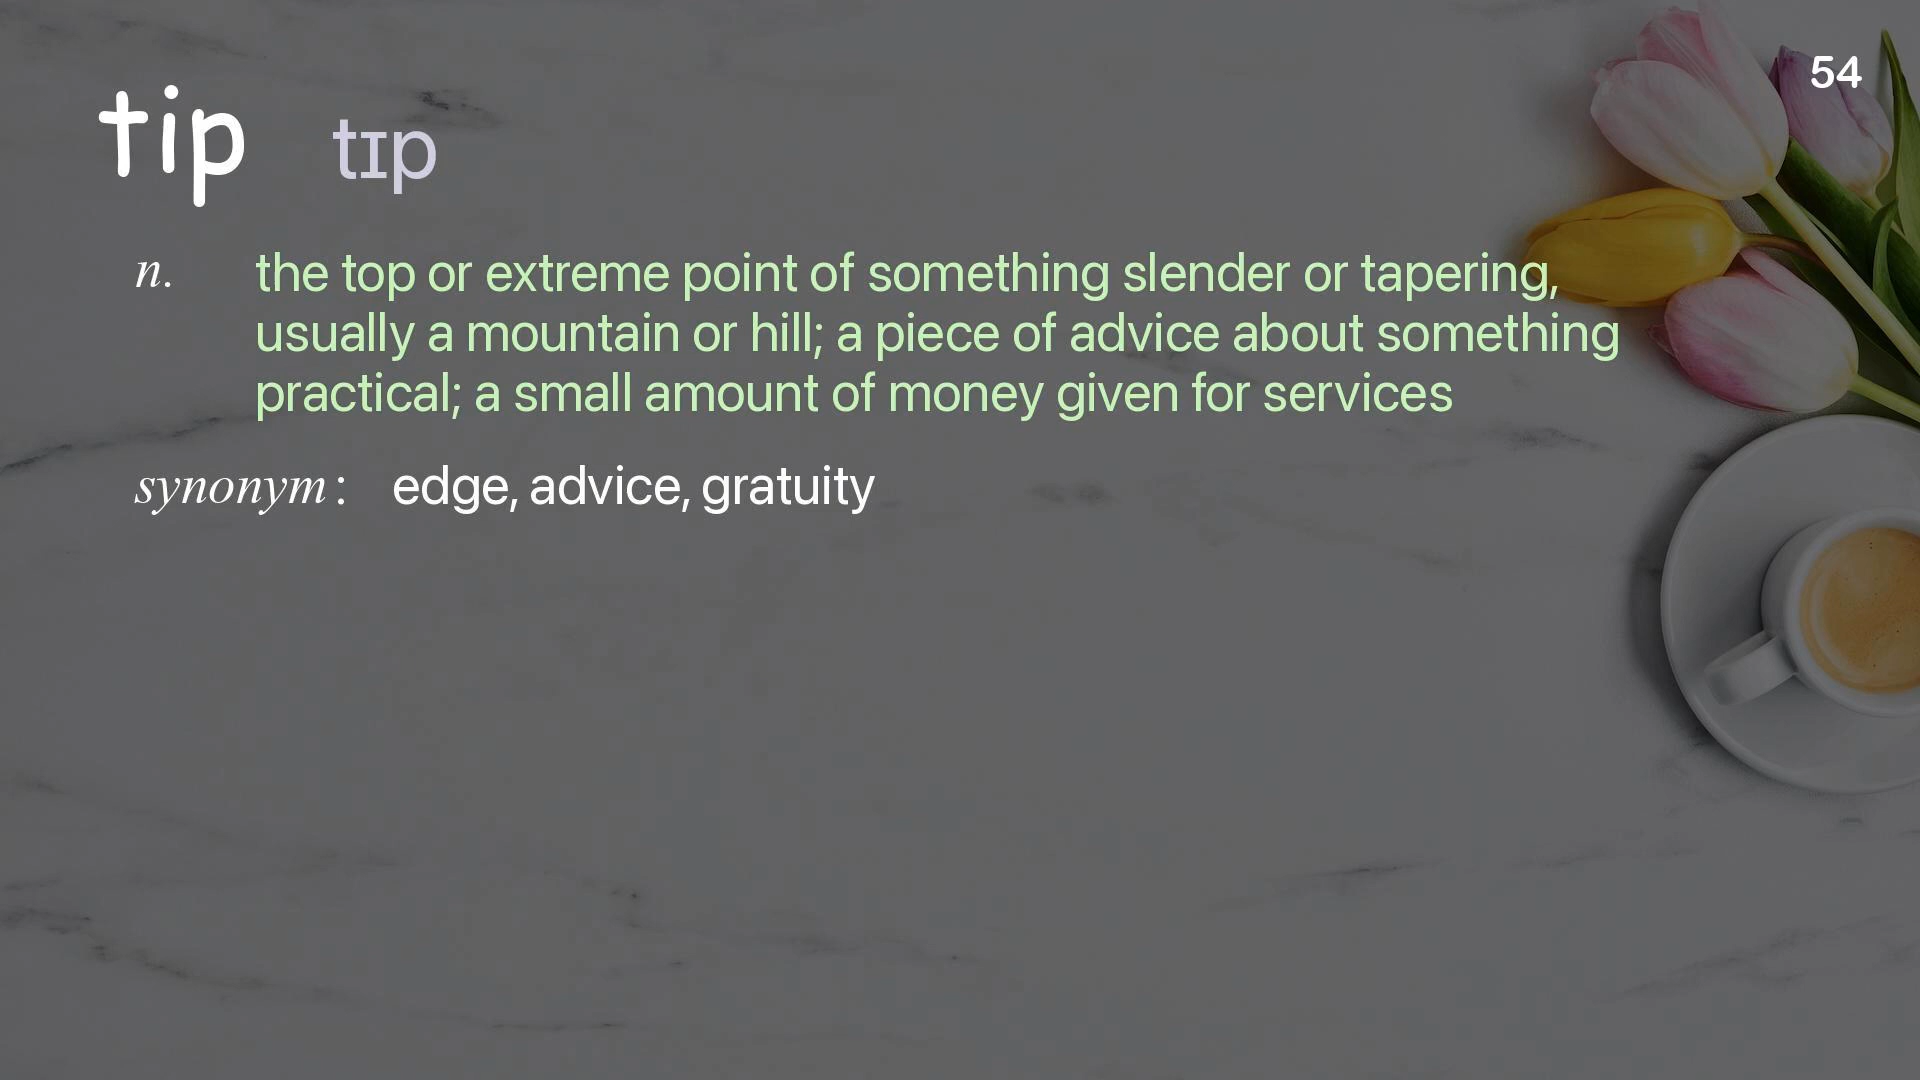 54
tip tɪp
n. the top or extreme point of something slender or tapering,
usually a mountain or hill; a piece of advice about something
practical; a small amount of money given for services
synonym : edge, advice, gratuity